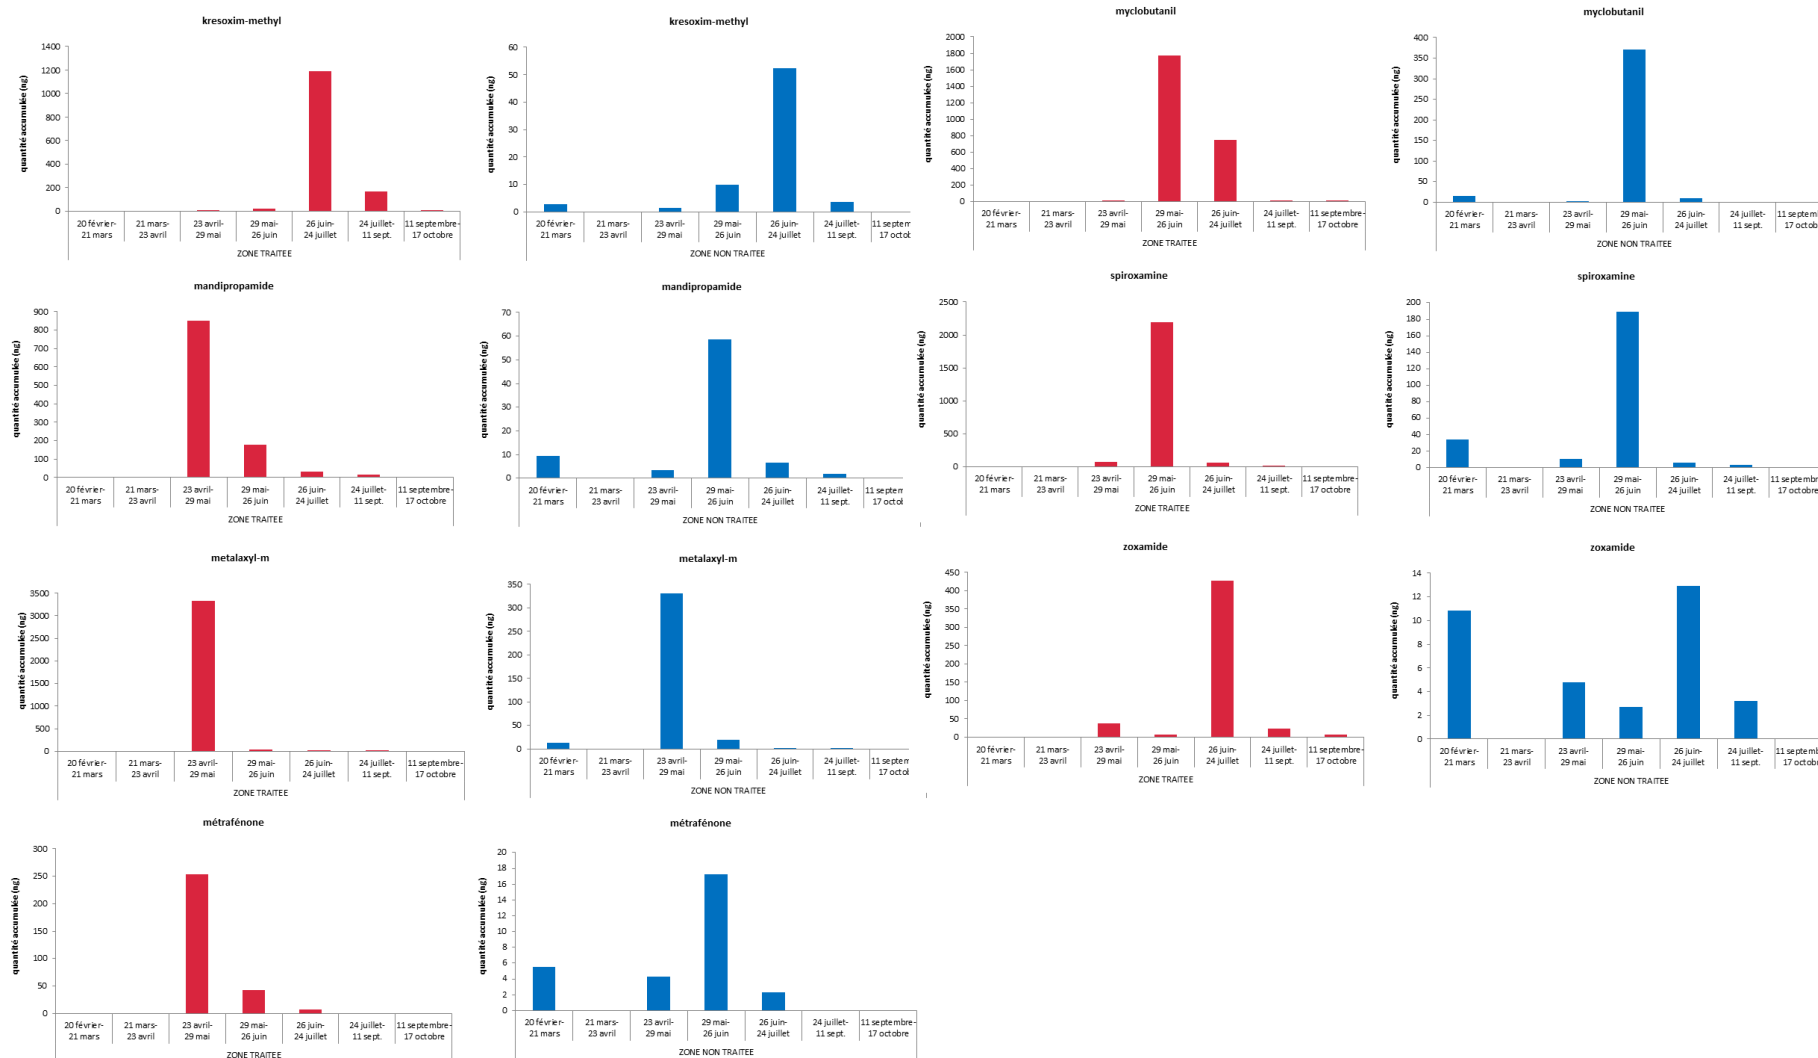 kresoxim-methyl
quantité accumulée (ng)
1400
1200
1000
800
600
400
200
0
20 février-
21 mars
21 mars-
23 avril
23 avril-
29 mai
29 mai-
26 juin
26 juin-
24 juillet
24 juillet-
11 sept.
11 septembre-
17 octobre
ZONE TRAITEE
kresoxim-methyl
quantité accumulée (ng)
60
50
40
30
20
10
0
20 février-
21 mars
21 mars-
23 avril
23 avril-
29 mai
29 mai-
26 juin
26 juin-
24 juillet
24 juillet-
11 sept.
11 septem
17 octob
ZONE NON TRAITEE
myclobutanil
quantité accumulée (ng)
2000
1800
1600
1400
1200
1000
800
600
400
200
0
20 février-
21 mars
21 mars-
23 avril
23 avril-
29 mai
29 mai-
26 juin
26 juin-
24 juillet
24 juillet-
11 sept.
11 septembre-
17 octobre
ZONE TRAITEE
myclobutanil
quantité accumulée (ng)
400
350
300
250
200
150
100
50
0
20 février-
21 mars
21 mars-
23 avril
23 avril-
29 mai
29 mai-
26 juin
26 juin-
24 juillet
24 juillet-
11 sept.
11 septemb
17 octobre
ZONE NON TRAITEE
mandipropamide
quantité accumulée (ng)
900
800
700
600
500
400
300
200
100
0
20 février-
21 mars
21 mars-
23 avril
23 avril-
29 mai
29 mai-
26 juin
26 juin-
24 juillet
24 juillet-
11 sept.
11 septembre-
17 octobre
ZONE TRAITEE
mandipropamide
quantité accumulée (ng)
70
60
50
40
30
20
10
0
20 février-
21 mars
21 mars-
23 avril
23 avril-
29 mai
29 mai-
26 juin
26 juin-
24 juillet
24 juillet-
11 sept.
11 septem
17 octob
ZONE NON TRAITEE
spiroxamine
quantité accumulée (ng)
2500
2000
1500
1000
500
0
20 février-
21 mars
21 mars-
23 avril
23 avril-
29 mai
29 mai-
26 juin
26 juin-
24 juillet
24 juillet-
11 sept.
11 septembre-
17 octobre
ZONE TRAITEE
spiroxamine
quantité accumulée (ng)
200
180
160
140
120
100
80
60
40
20
0
20 février-
21 mars
21 mars-
23 avril
23 avril-
29 mai
29 mai-
26 juin
26 juin-
24 juillet
24 juillet-
11 sept.
11 septembre
17 octobre
ZONE NON TRAITEE
metalaxyl-m
quantité accumulée (ng)
3500
3000
2500
2000
1500
1000
500
0
20 février-
21 mars
21 mars-
23 avril
23 avril-
29 mai
29 mai-
26 juin
26 juin-
24 juillet
24 juillet-
11 sept.
11 septembre-
17 octobre
ZONE TRAITEE
metalaxyl-m
quantité accumulée (ng)
350
300
250
200
150
100
50
0
20 février-
21 mars
21 mars-
23 avril
23 avril-
29 mai
29 mai-
26 juin
26 juin-
24 juillet
24 juillet-
11 sept.
11 septem
17 octob
ZONE NON TRAITEE
zoxamide
quantité accumulée (ng)
450
400
350
300
250
200
150
100
50
0
20 février-
21 mars
21 mars-
23 avril
23 avril-
29 mai
29 mai-
26 juin
26 juin-
24 juillet
24 juillet-
11 sept.
11 septembre-
17 octobre
ZONE TRAITEE
zoxamide
quantité accumulée (ng)
14
12
10
8
6
4
2
0
20 février-
21 mars
21 mars-
23 avril
23 avril-
29 mai
29 mai-
26 juin
26 juin-
24 juillet
24 juillet-
11 sept.
11 septemb
17 octobre
ZONE NON TRAITEE
métrafénone
quantité accumulée (ng)
300
250
200
150
100
50
0
20 février-
21 mars
21 mars-
23 avril
23 avril-
29 mai
29 mai-
26 juin
26 juin-
24 juillet
24 juillet-
11 sept.
11 septembre-
17 octobre
ZONE TRAITEE
métrafénone
quantité accumulée (ng)
20
18
16
14
12
10
8
6
4
2
0
20 février-
21 mars
21 mars-
23 avril
23 avril-
29 mai
29 mai-
26 juin
26 juin-
24 juillet
24 juillet-
11 sept.
11 septembre-
17 octobre
ZONE NON TRAITEE